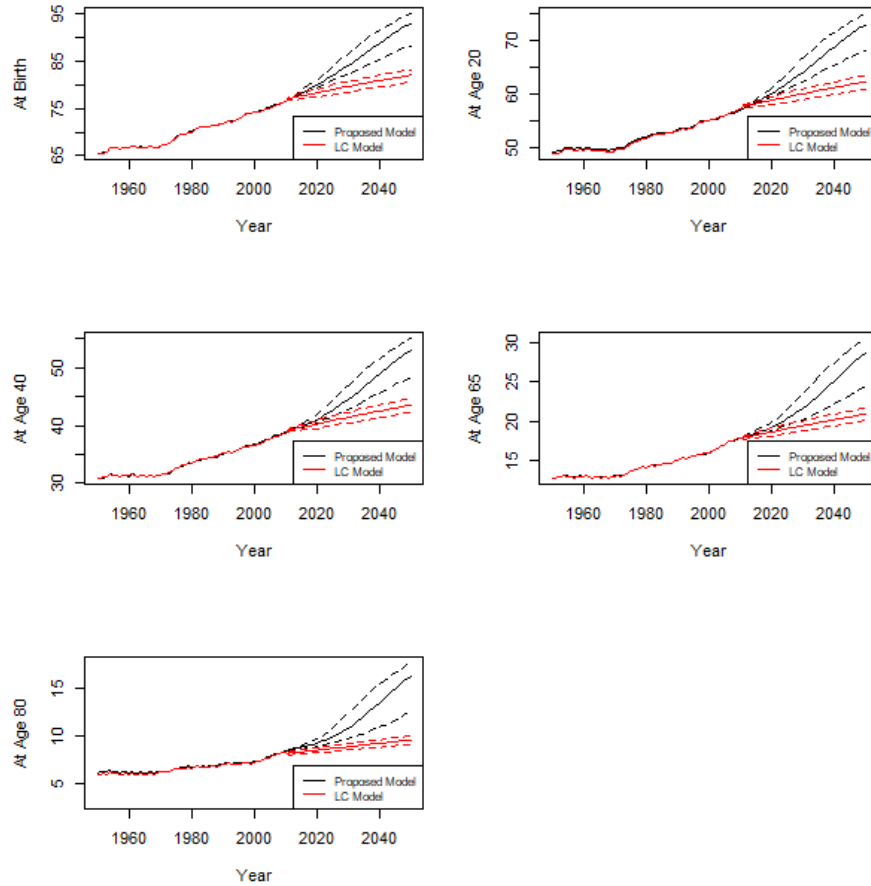 At Birth
95
85
75
65
Proposed Model
LC Model
1960 1980 2000 2020 2040
Year
At Age 20
70
60
50
Proposed Model
LC Model
1960 1980 2000 2020 2040
Year
At Age 40
50
40
30
Proposed Model
LC Model
1960 1980 2000 2020 2040
Year
At Age 65
30
25
20
15
Proposed Model
LC Model
1960 1980 2000 2020 2040
Year
At Age 80
15
10
5
Proposed Model
LC Model
1960 1980 2000 2020 2040
Year